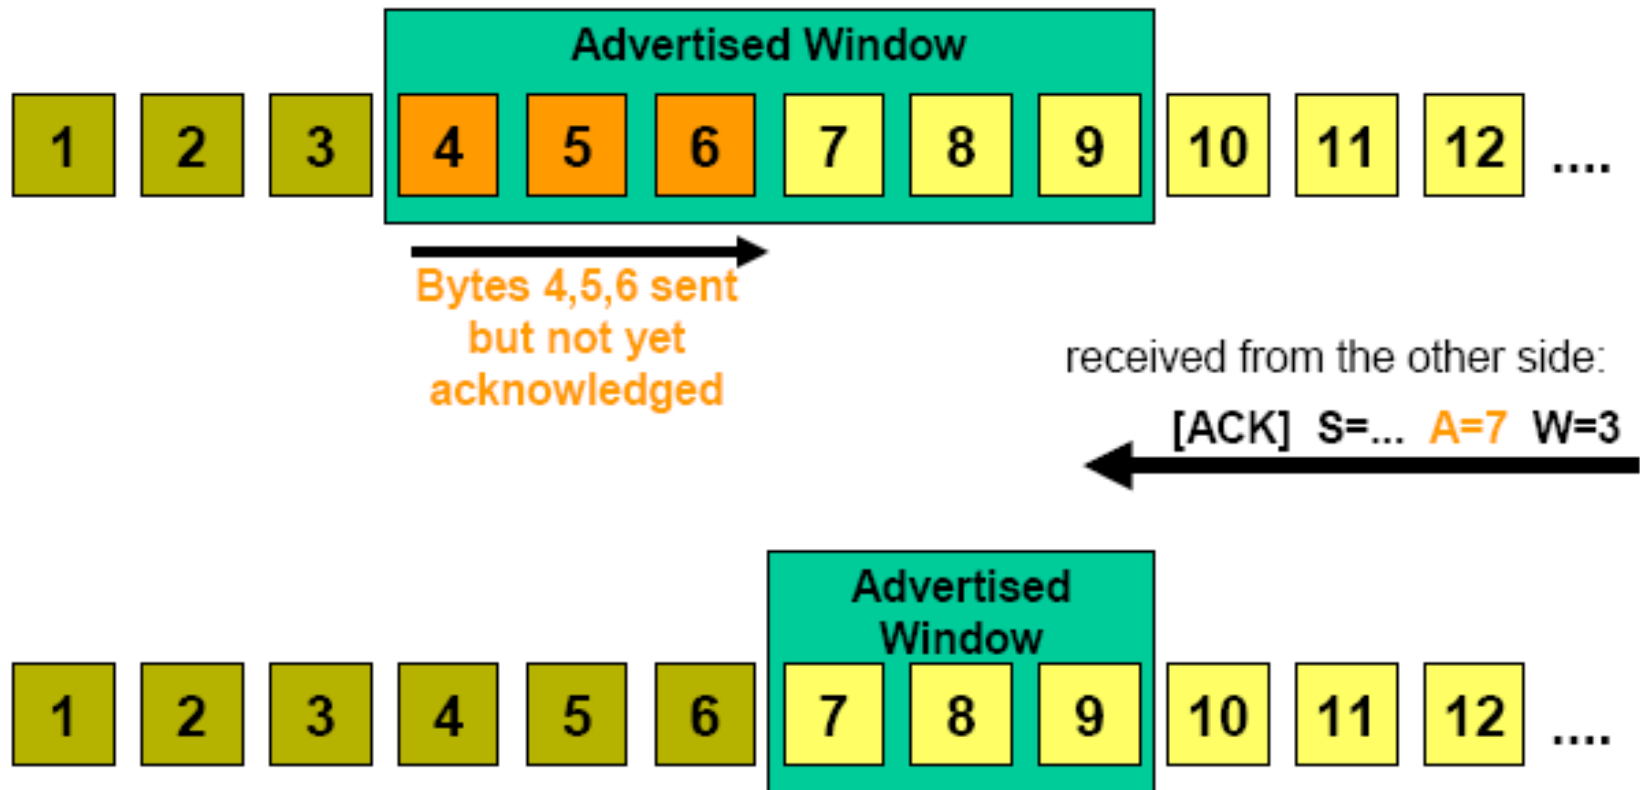 Advertised Window
1 2 3 4 5 6 7 8 9 10 11 12 ....
Bytes 4,5,6 sent
but not yet
acknowledged
received from the other side:
[ACK] S=... A=7 W=3
Advertised
Window
1 2 3 4 5 6 7 8 9 10 11 12 ....